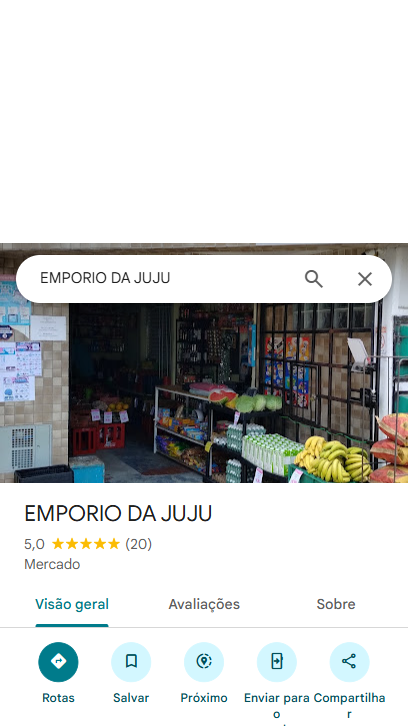 EMPORIO DA JUJU
EMPORIO DA JUJU
5,0 ★★★★★ (20)
Mercado
Visão geral Avaliações Sobre
Rotas Salvar Próximo Enviar para o Compartilhar